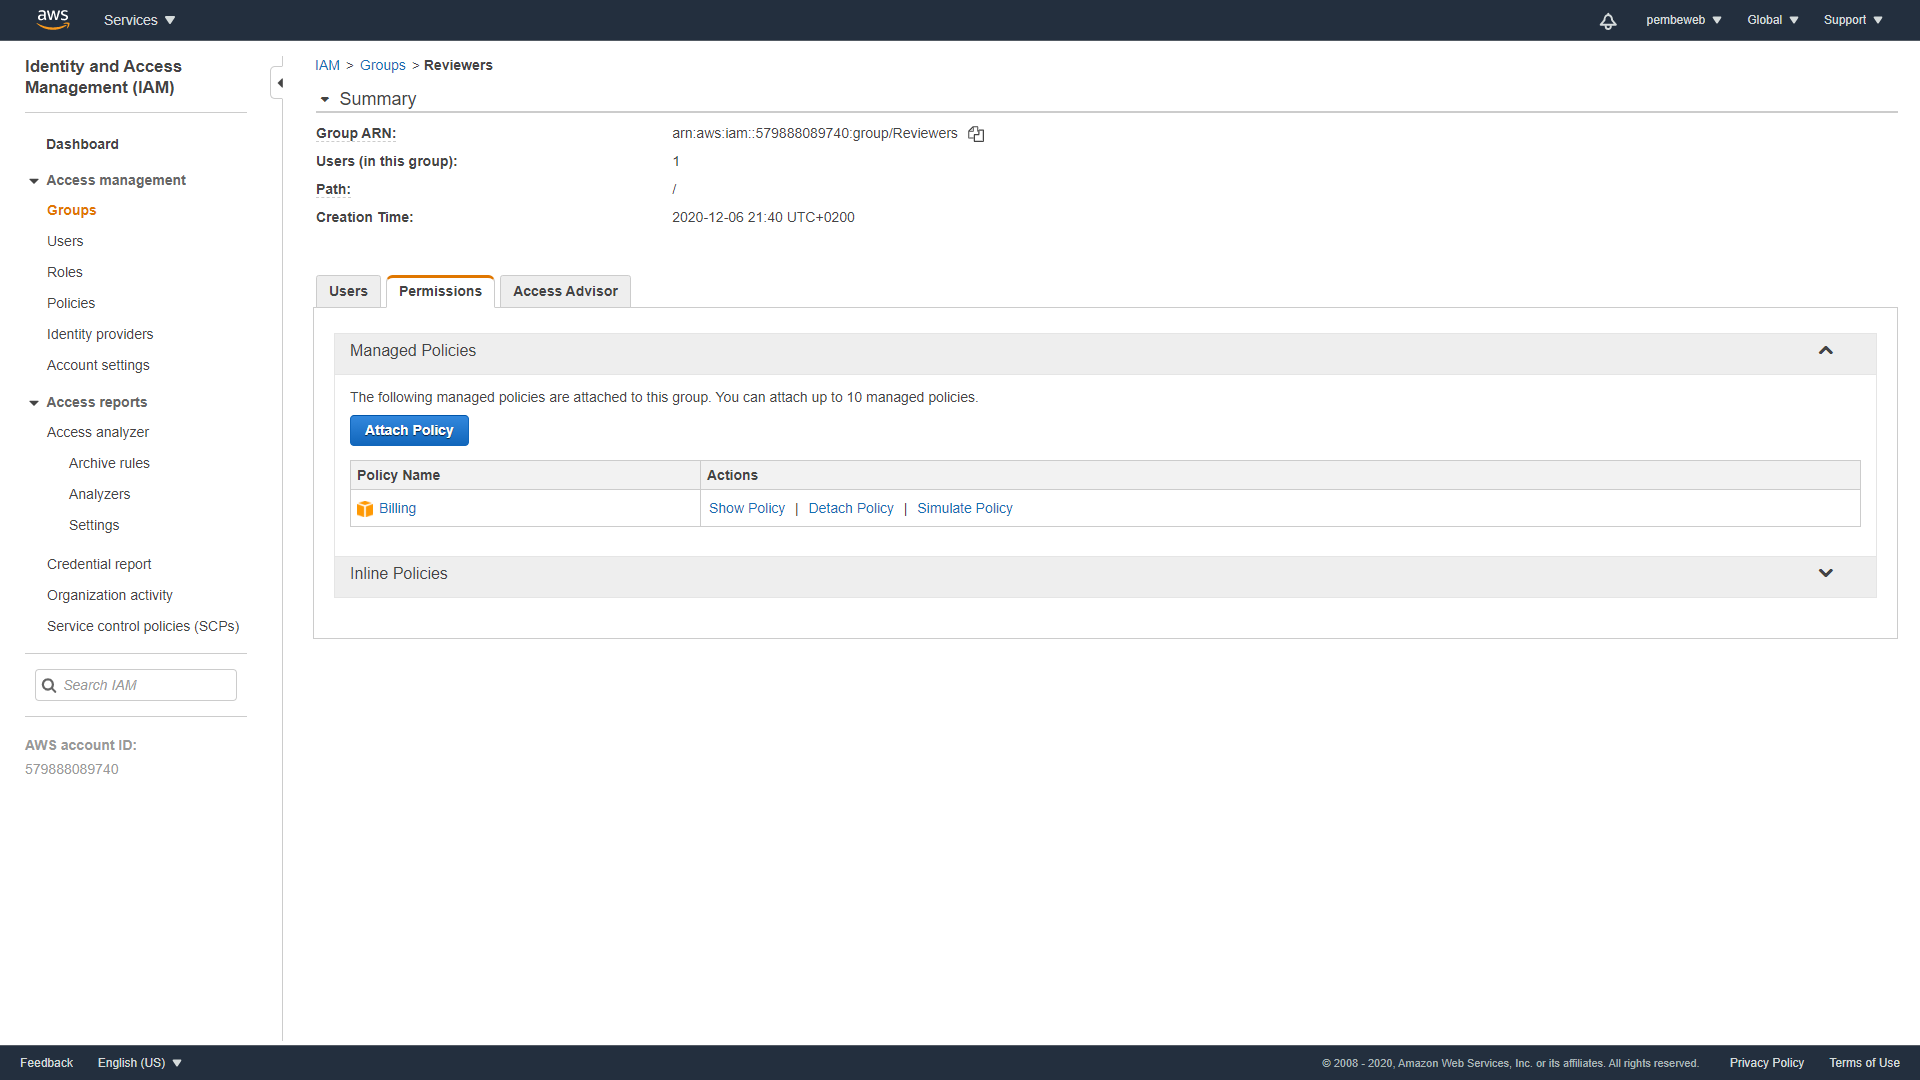 aws
Services
pembeweb
Global
Support
Identity and Access
Management (IAM)
Dashboard
Access management
Groups
Users
Roles
Policies
Identity providers
Account settings
Access reports
Access analyzer
Archive rules
Analyzers
Settings
Credential report
Organization activity
Service control policies (SCPs)
Search IAM
AWS account ID:
579888089740
IAM > Groups > Reviewers
Summary
Group ARN: arn:aws:iam::579888089740:group/Reviewers
Users (in this group): 1
Path: /
Creation Time: 2020-12-06 21:40 UTC+0200
Users
Permissions
Access Advisor
Managed Policies
The following managed policies are attached to this group. You can attach up to 10 managed policies.
Attach Policy
Policy Name Actions
Billing Show Policy | Detach Policy | Simulate Policy
Inline Policies
Feedback
English (US)
© 2008 - 2020, Amazon Web Services, Inc. or its affiliates. All rights reserved.
Privacy Policy
Terms of Use